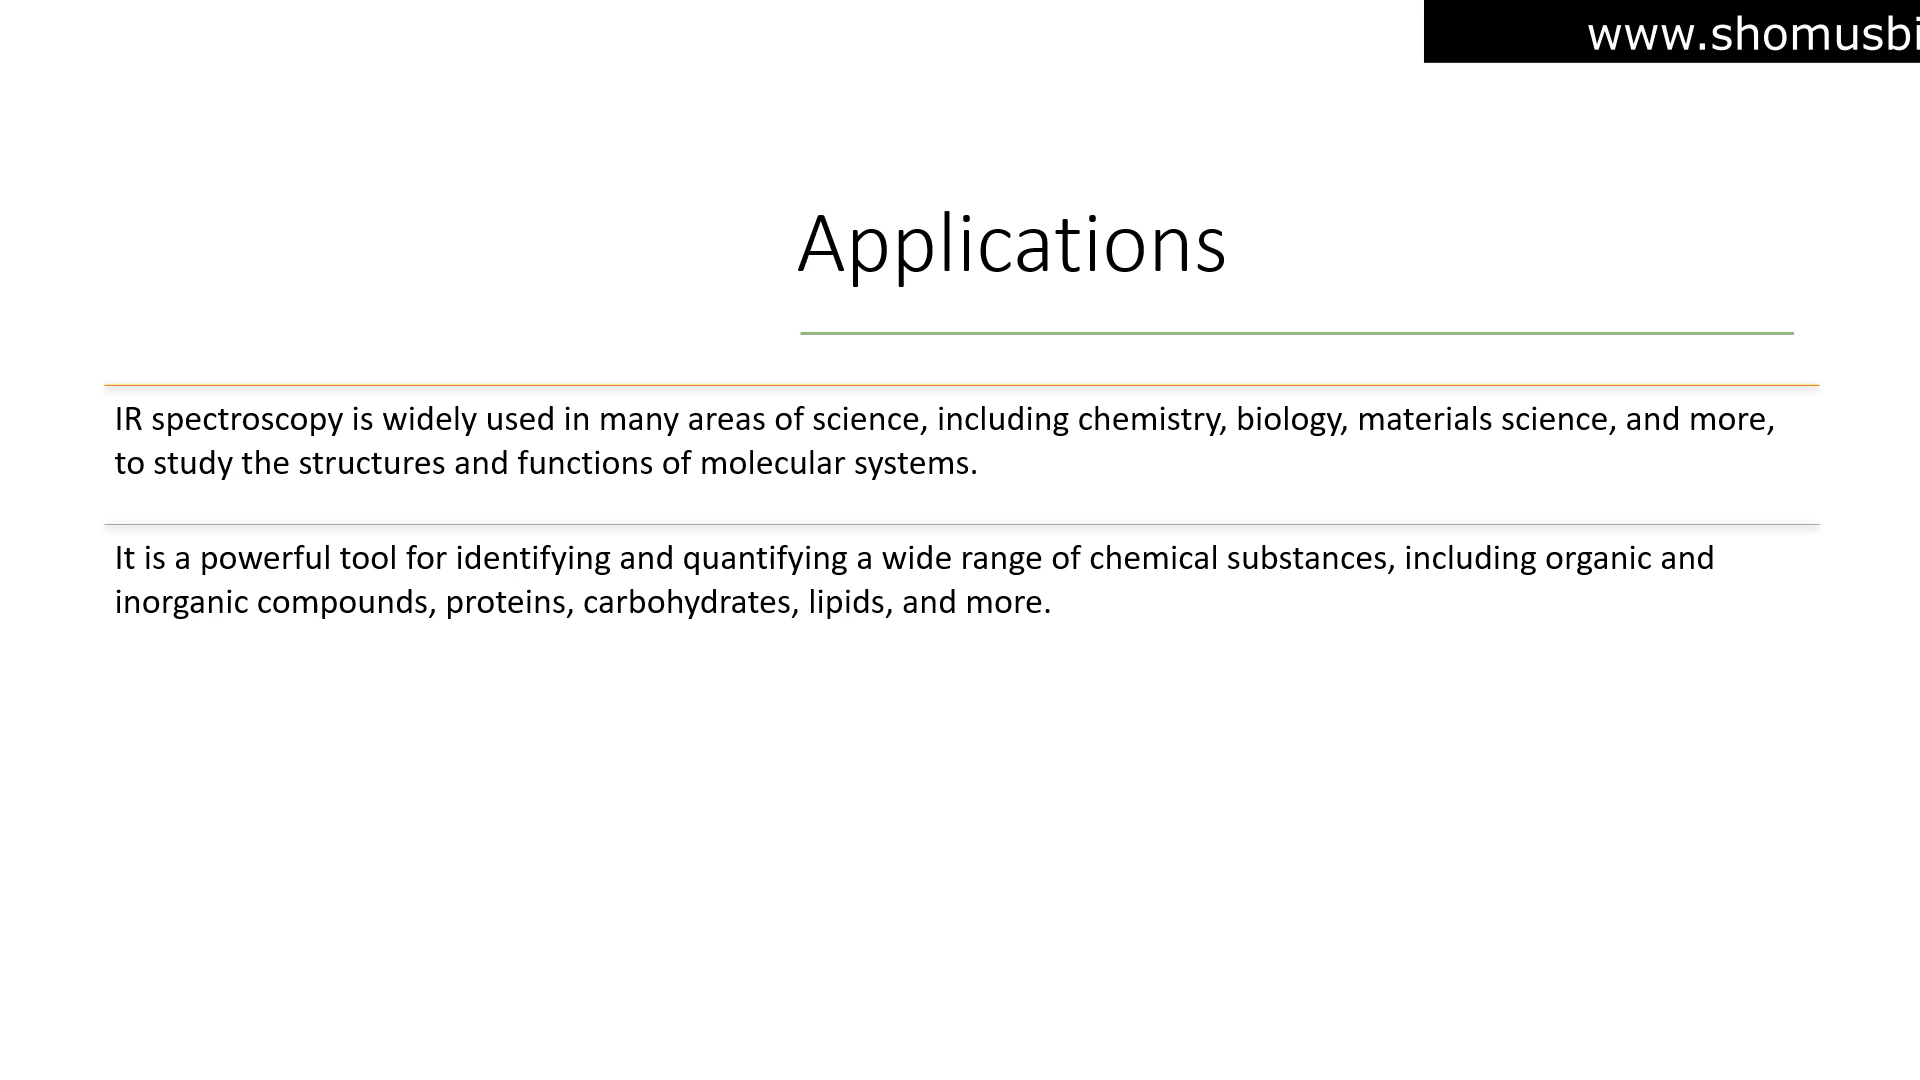 www.shomusbi
Applications
IR spectroscopy is widely used in many areas of science, including chemistry, biology, materials science, and more,
to study the structures and functions of molecular systems.
It is a powerful tool for identifying and quantifying a wide range of chemical substances, including organic and
inorganic compounds, proteins, carbohydrates, lipids, and more.